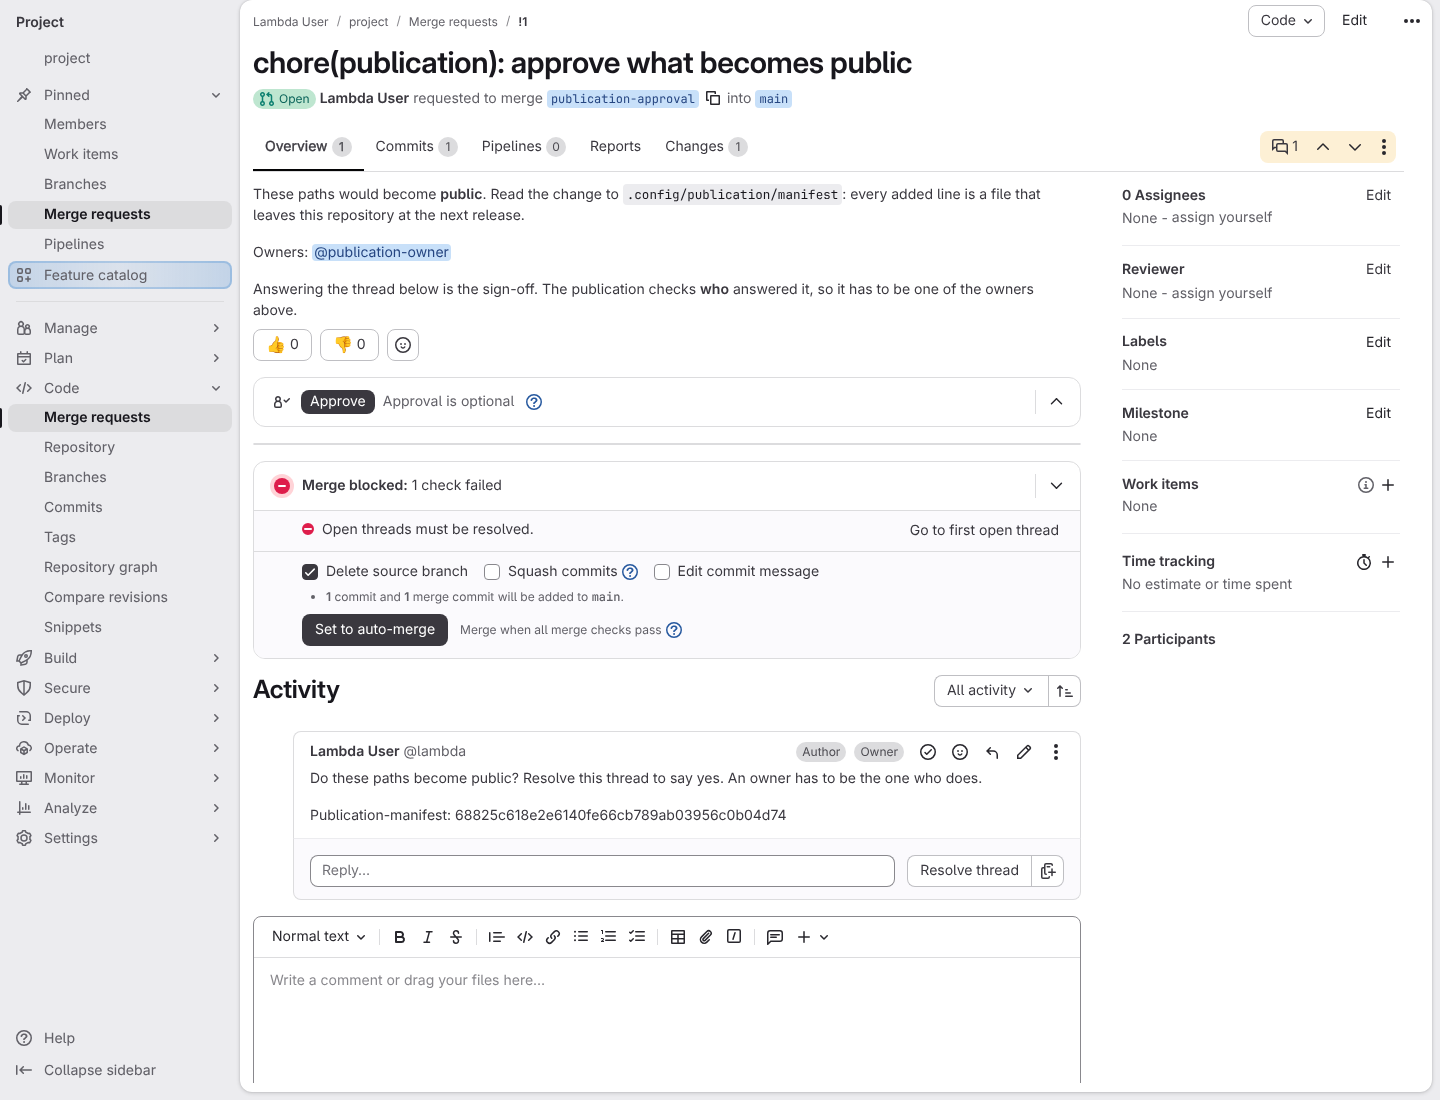 Project
project
Pinned
Members
Work items
Branches
Merge requests
Pipelines
Feature catalog
Manage
Plan
Code
Merge requests
Repository
Branches
Commits
Tags
Repository graph
Compare revisions
Snippets
Build
Secure
Deploy
Operate
Monitor
Analyze
Settings
Help
Collapse sidebar
Lambda User / project / Merge requests / !1
Code Edit
chore(publication): approve what becomes public
Open Lambda User requested to merge publication-approval into main
Overview 1 Commits 1 Pipelines 0 Reports Changes 1
1
These paths would become public. Read the change to .config/publication/manifest: every added line is a file that
leaves this repository at the next release.
Owners: @publication-owner
Answering the thread below is the sign-off. The publication checks who answered it, so it has to be one of the owners
above.
👍 0 👎 0
Approve Approval is optional
Merge blocked: 1 check failed
Open threads must be resolved. Go to first open thread
Delete source branch Squash commits Edit commit message
• 1 commit and 1 merge commit will be added to main.
Set to auto-merge Merge when all merge checks pass
Activity
All activity
Lambda User @lambda Author Owner
Do these paths become public? Resolve this thread to say yes. An owner has to be the one who does.
Publication-manifest: 68825c618e2e6140fe66cb789ab03956c0b04d74
Reply... Resolve thread
Normal text
Write a comment or drag your files here...
0 Assignees Edit
None - assign yourself
Reviewer Edit
None - assign yourself
Labels Edit
None
Milestone Edit
None
Work items
None
Time tracking
No estimate or time spent
2 Participants